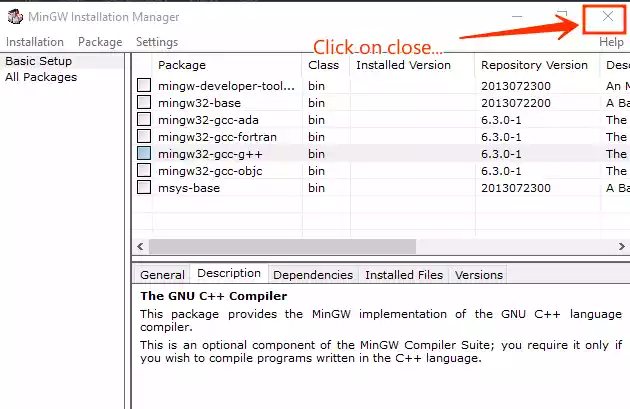 MinGW Installation Manager
Installation Package Settings Help
Click on close...
Basic Setup
All Packages
Package Class Installed Version Repository Version Des
mingw-developer-tool... bin 2013072300 An M
mingw32-base bin 2013072200 A Ba
mingw32-gcc-ada bin 6.3.0-1 The
mingw32-gcc-fortran bin 6.3.0-1 The
mingw32-gcc-g++ bin 6.3.0-1 The
mingw32-gcc-objc bin 6.3.0-1 The
msys-base bin 2013072300 A Ba
General Description Dependencies Installed Files Versions
The GNU C++ Compiler
This package provides the MinGW implementation of the GNU C++ language
compiler.
This is an optional component of the MinGW Compiler Suite; you require it only if
you wish to compile programs written in the C++ language.